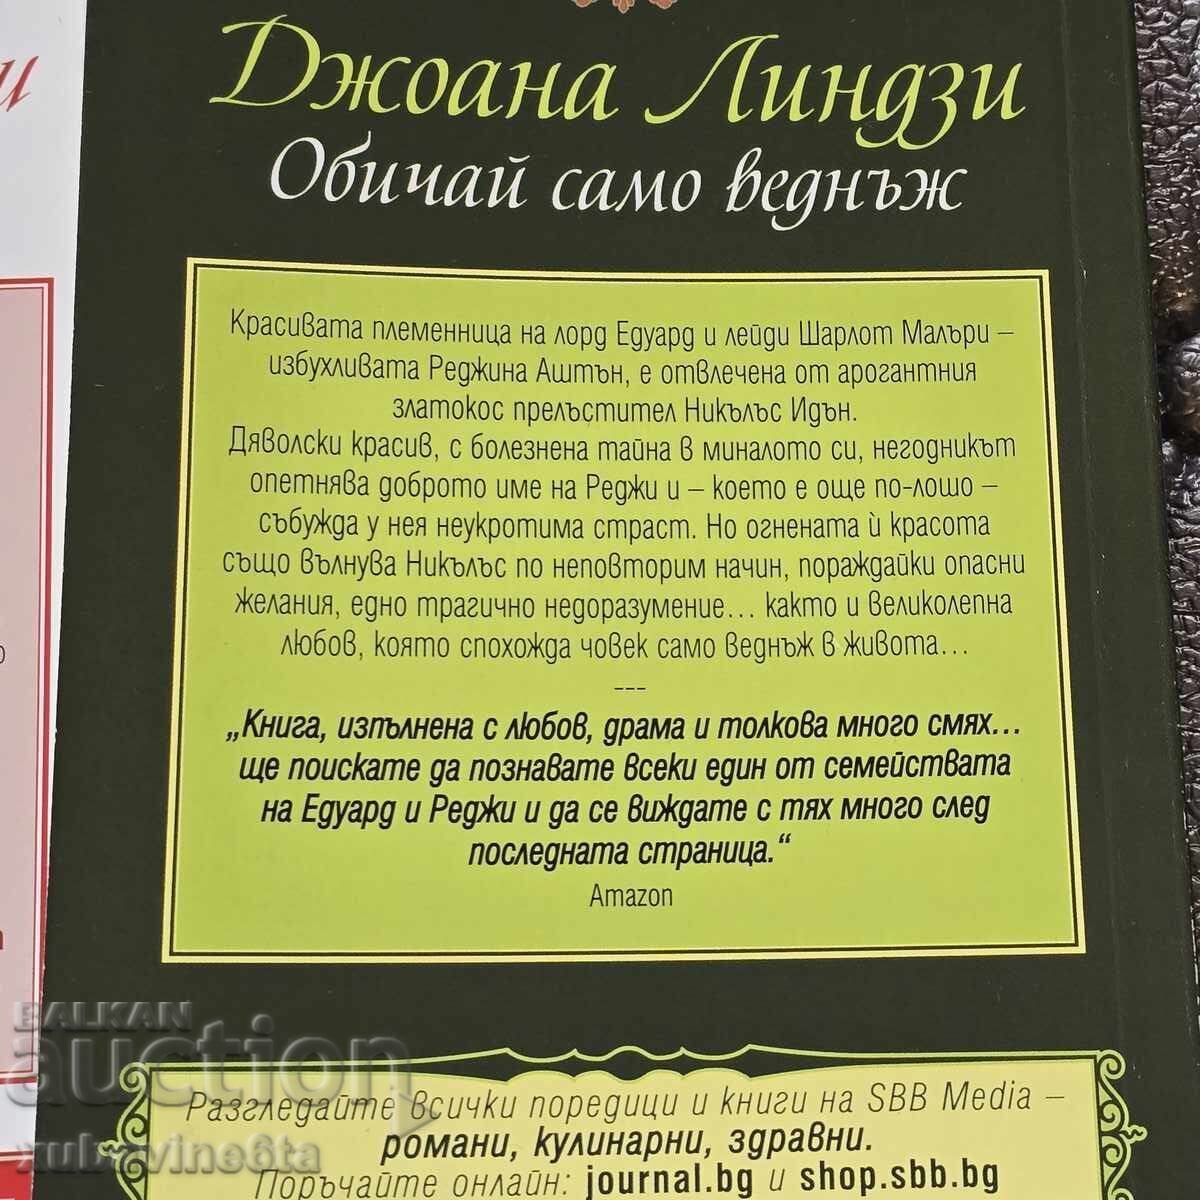 и
Джоана Линдзи
Обичай само веднъж
Красивата племенница на лорд Едуард и лейди Шарлот Малъри –
избухливата Реджина Аштън, е отвлечена от арогантния
златокос прелъстител Никълъс Идън.
Дяволски красив, с болезнена тайна в миналото си, негодникът
опетнява доброто име на Реджи и – което е още по-лошо –
събужда у нея неукротима страст. Но огнената ѝ красота
също вълнува Никълъс по неповторим начин, пораждайки опасни
желания, едно трагично недоразумение... както и великолепна
любов, която спохожда човек само веднъж в живота...
---
„Книга, изпълнена с любов, драма и толкова много смях...
ще поискате да познавате всеки един от семействата
на Едуард и Реджи и да се виждате с тях много след
последната страница.“
Amazon
BALKAN
auction
Разгледайте всички поредици и книги на SBB Media –
романи, кулинарни, здравни.
xubavine6ta
Поръчайте онлайн: journal.bg и shop.sbb.bg